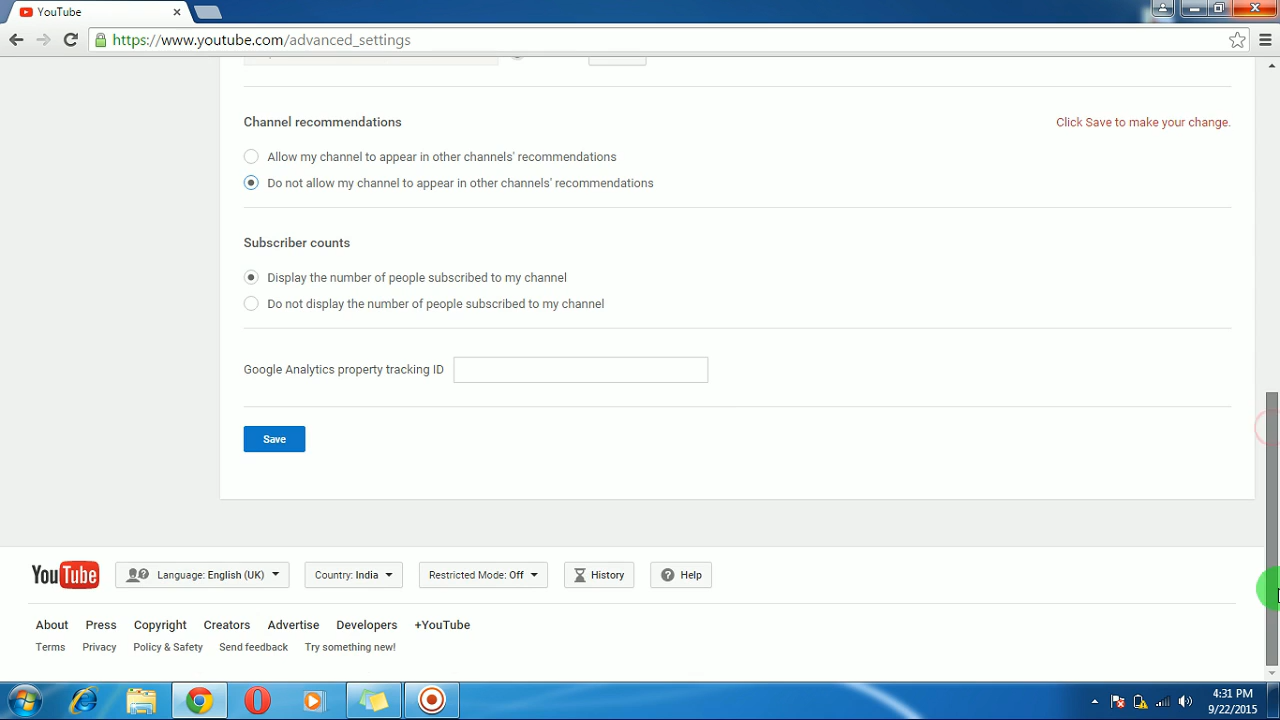 YouTube
https://www.youtube.com/advanced_settings
Channel recommendations
Click Save to make your change.
Allow my channel to appear in other channels' recommendations
Do not allow my channel to appear in other channels' recommendations
Subscriber counts
Display the number of people subscribed to my channel
Do not display the number of people subscribed to my channel
Google Analytics property tracking ID
Save
YouTube Language: English (UK) Country: India Restricted Mode: Off History Help
About Press Copyright Creators Advertise Developers +YouTube
Terms Privacy Policy & Safety Send feedback Try something new!
4:31 PM
9/22/2015